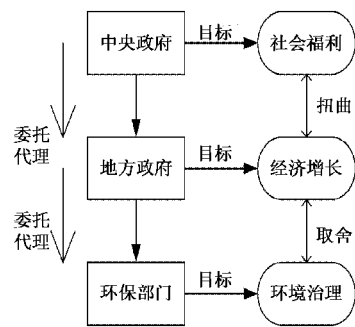 中央政府
目标
社会福利
委托
代理
扭曲
地方政府
目标
经济增长
委托
代理
取舍
环保部门
目标
环境治理